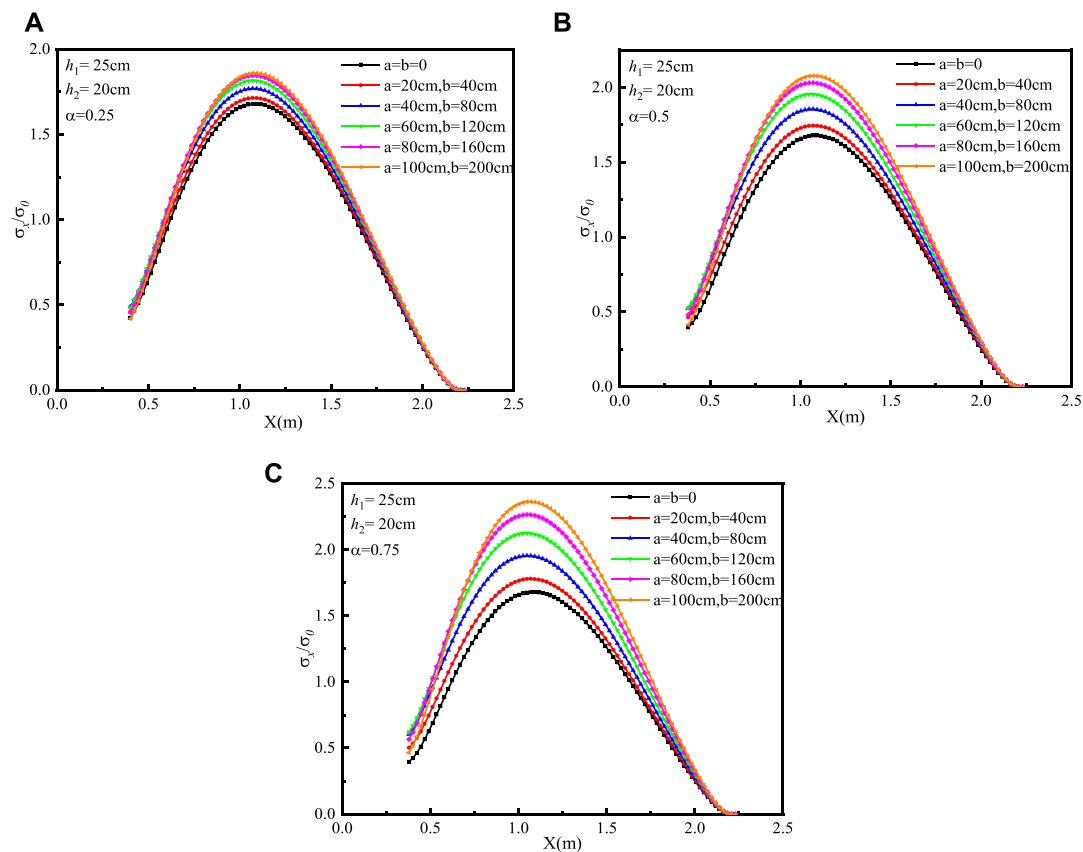 A
2.0
1.5
1.0
0.5
0.0
σx/σ0
h1= 25cm
h2= 20cm
α=0.25
a=b=0
a=20cm,b=40cm
a=40cm,b=80cm
a=60cm,b=120cm
a=80cm,b=160cm
a=100cm,b=200cm
0.0 0.5 1.0 1.5 2.0 2.5
X(m)
B
2.0
1.5
1.0
0.5
0.0
σx/σ0
h1= 25cm
h2= 20cm
α=0.5
a=b=0
a=20cm,b=40cm
a=40cm,b=80cm
a=60cm,b=120cm
a=80cm,b=160cm
a=100cm,b=200cm
0.0 0.5 1.0 1.5 2.0 2.5
X(m)
C
2.5
2.0
1.5
1.0
0.5
0.0
σx/σ0
h1= 25cm
h2= 20cm
α=0.75
a=b=0
a=20cm,b=40cm
a=40cm,b=80cm
a=60cm,b=120cm
a=80cm,b=160cm
a=100cm,b=200cm
0.0 0.5 1.0 1.5 2.0 2.5
X(m)